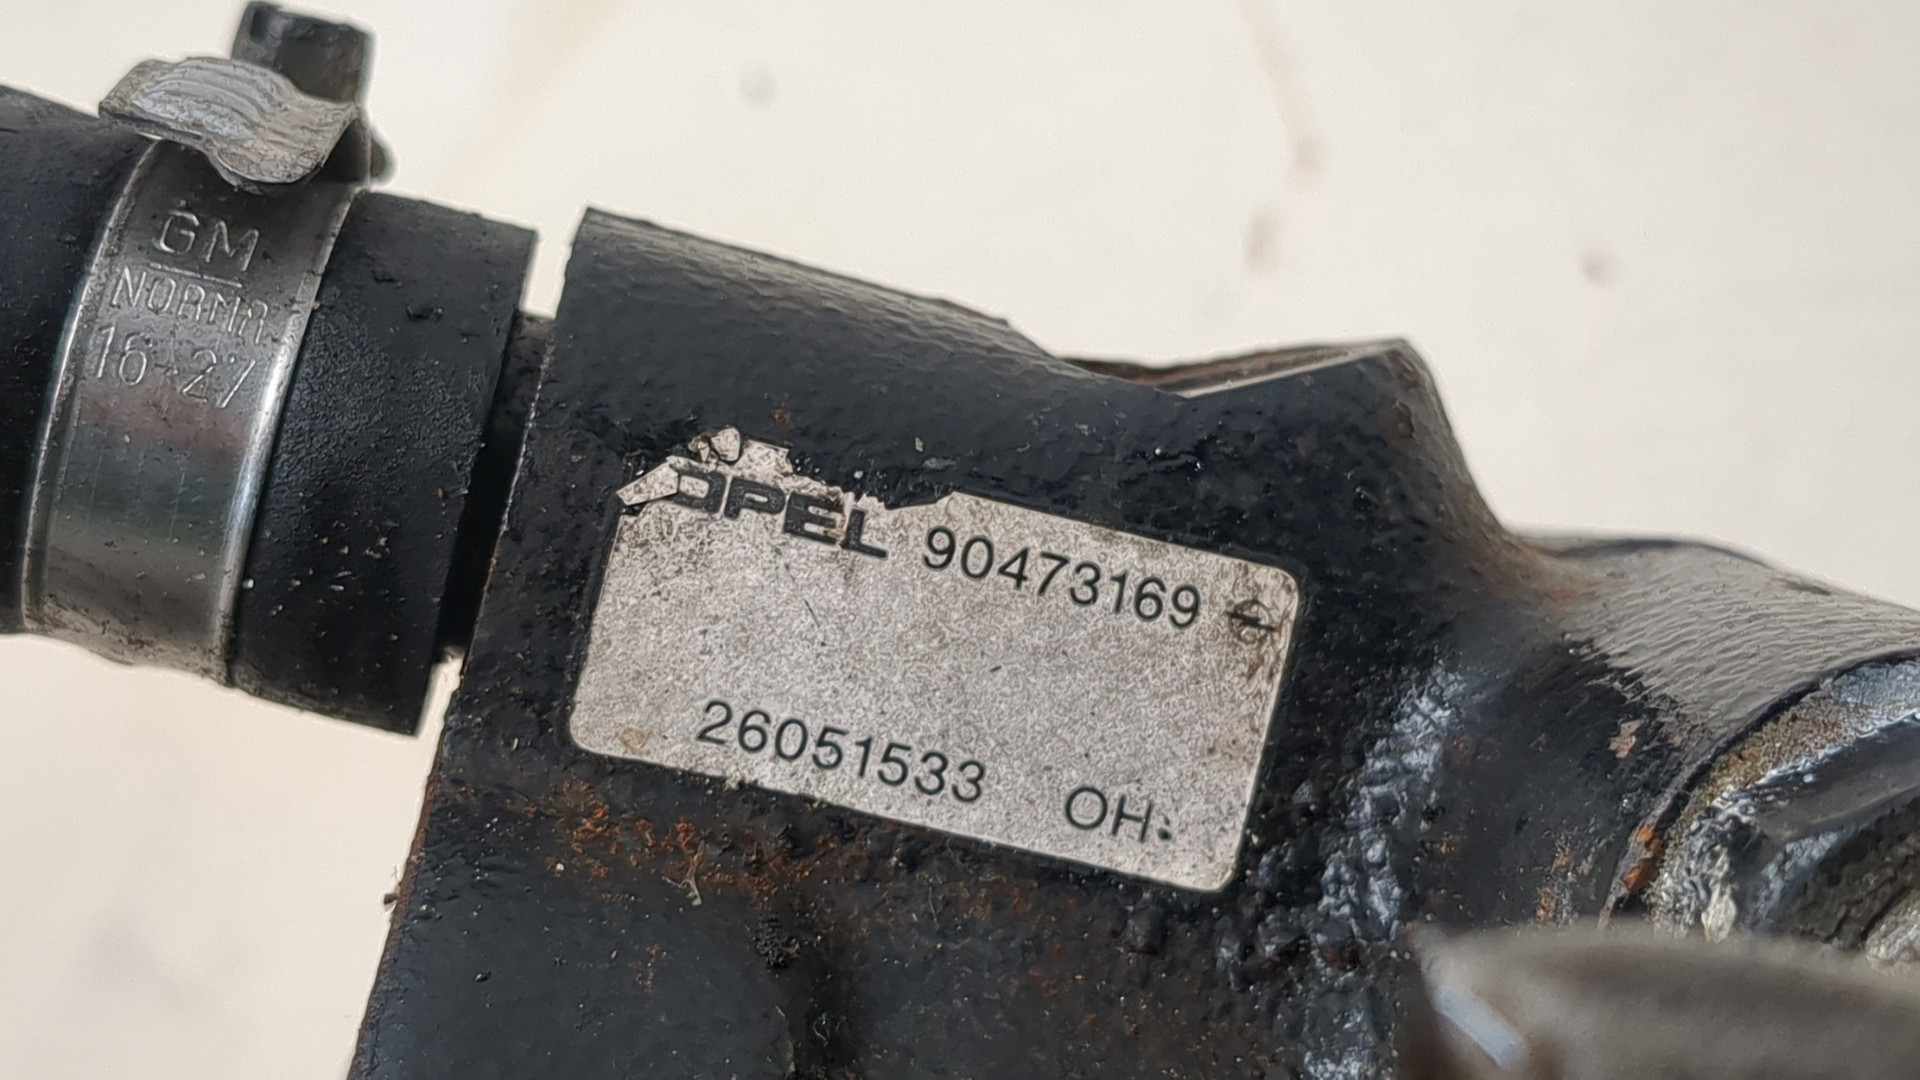 GM
NORMA
16-27
OPEL 90473169
26051533 OH: